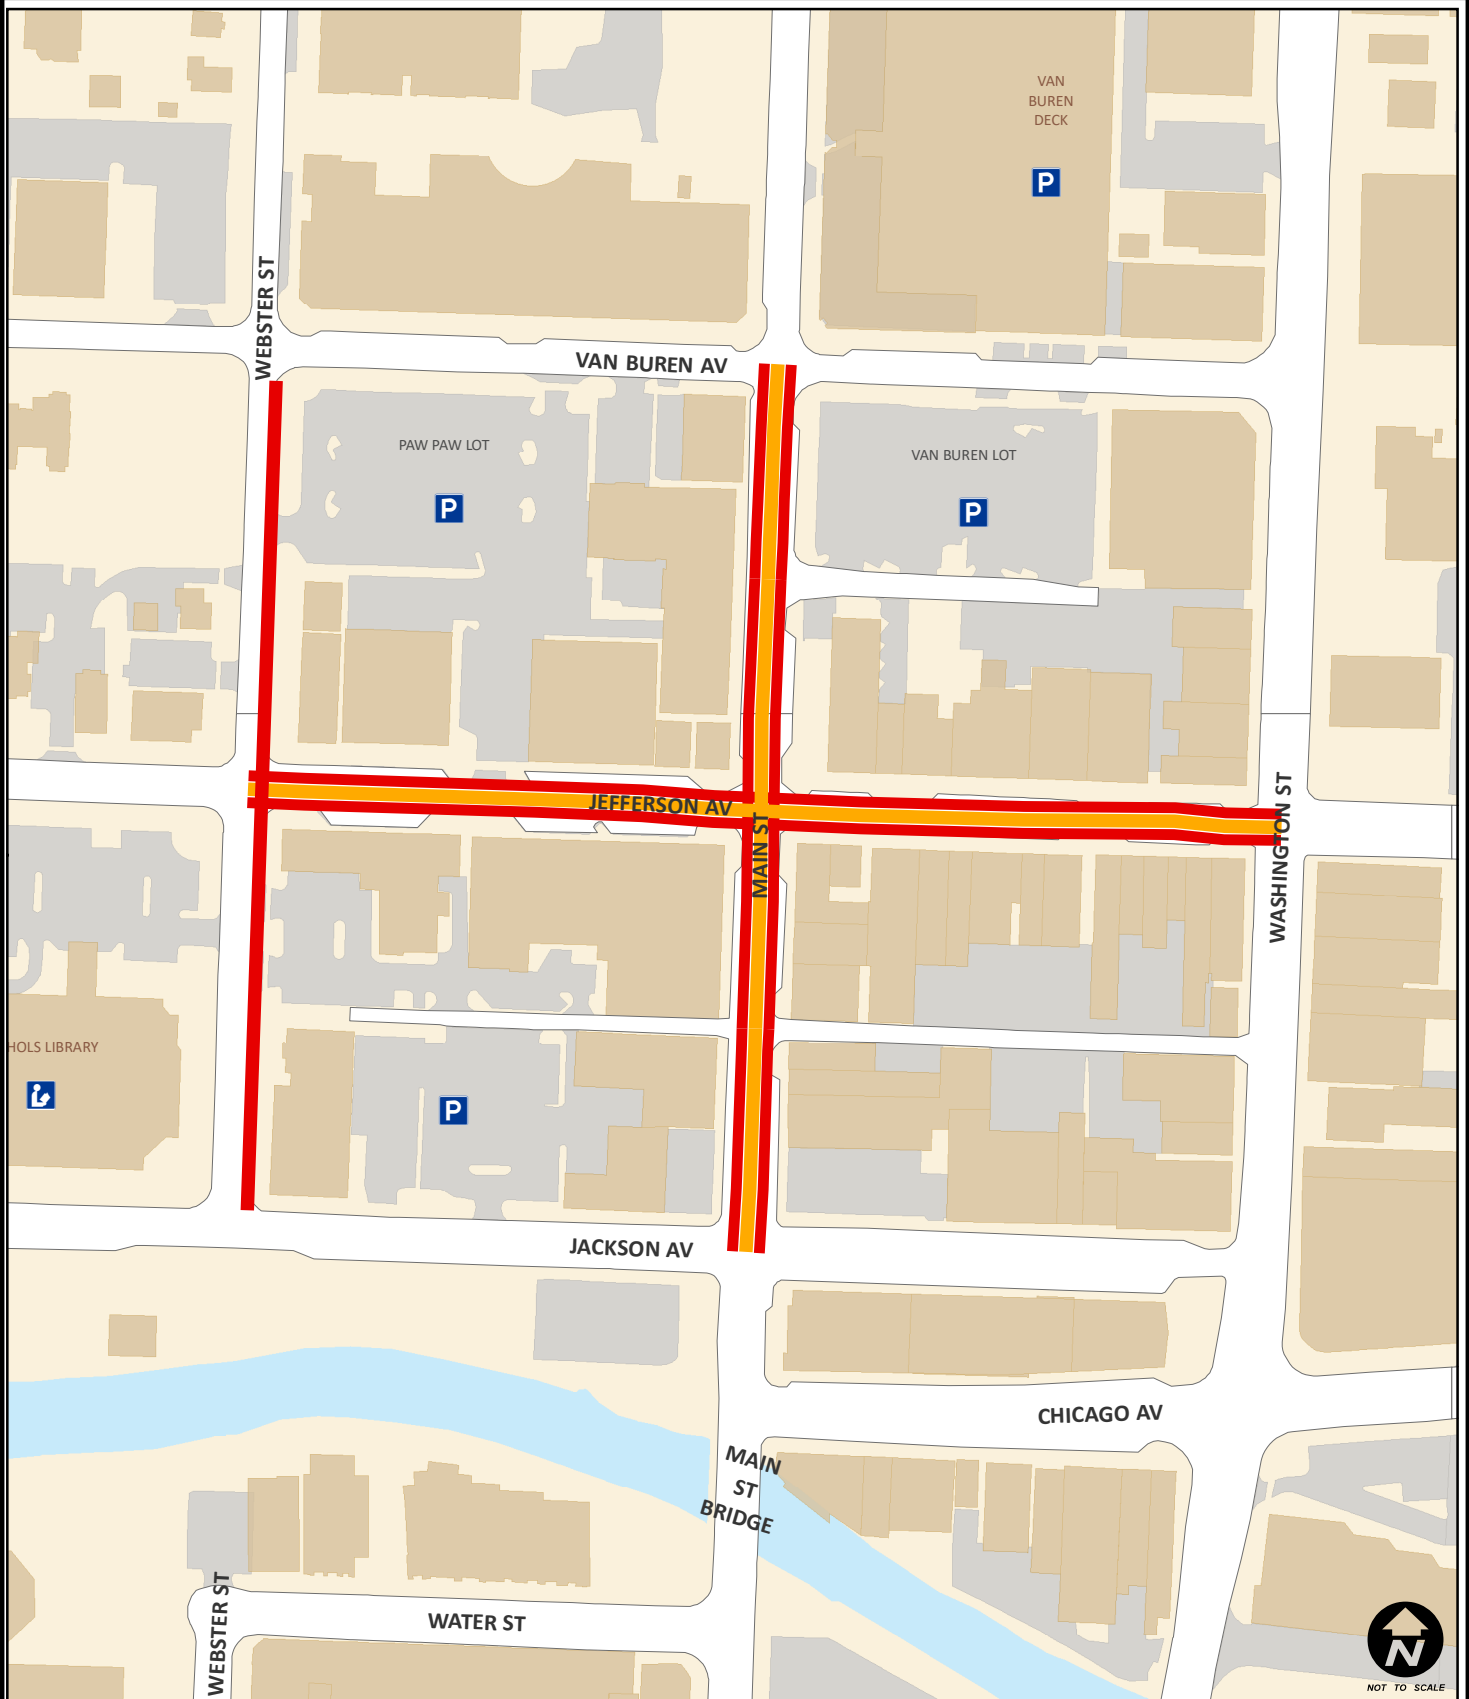 VAN
BUREN
DECK
P
WEBSTER ST
VAN BUREN AV
PAW PAW LOT
P
VAN BUREN LOT
P
JEFFERSON AV
MAIN ST
WASHINGTON ST
HOLS LIBRARY
P
JACKSON AV
CHICAGO AV
MAIN
ST
BRIDGE
WEBSTER ST
WATER ST
N
NOT TO SCALE